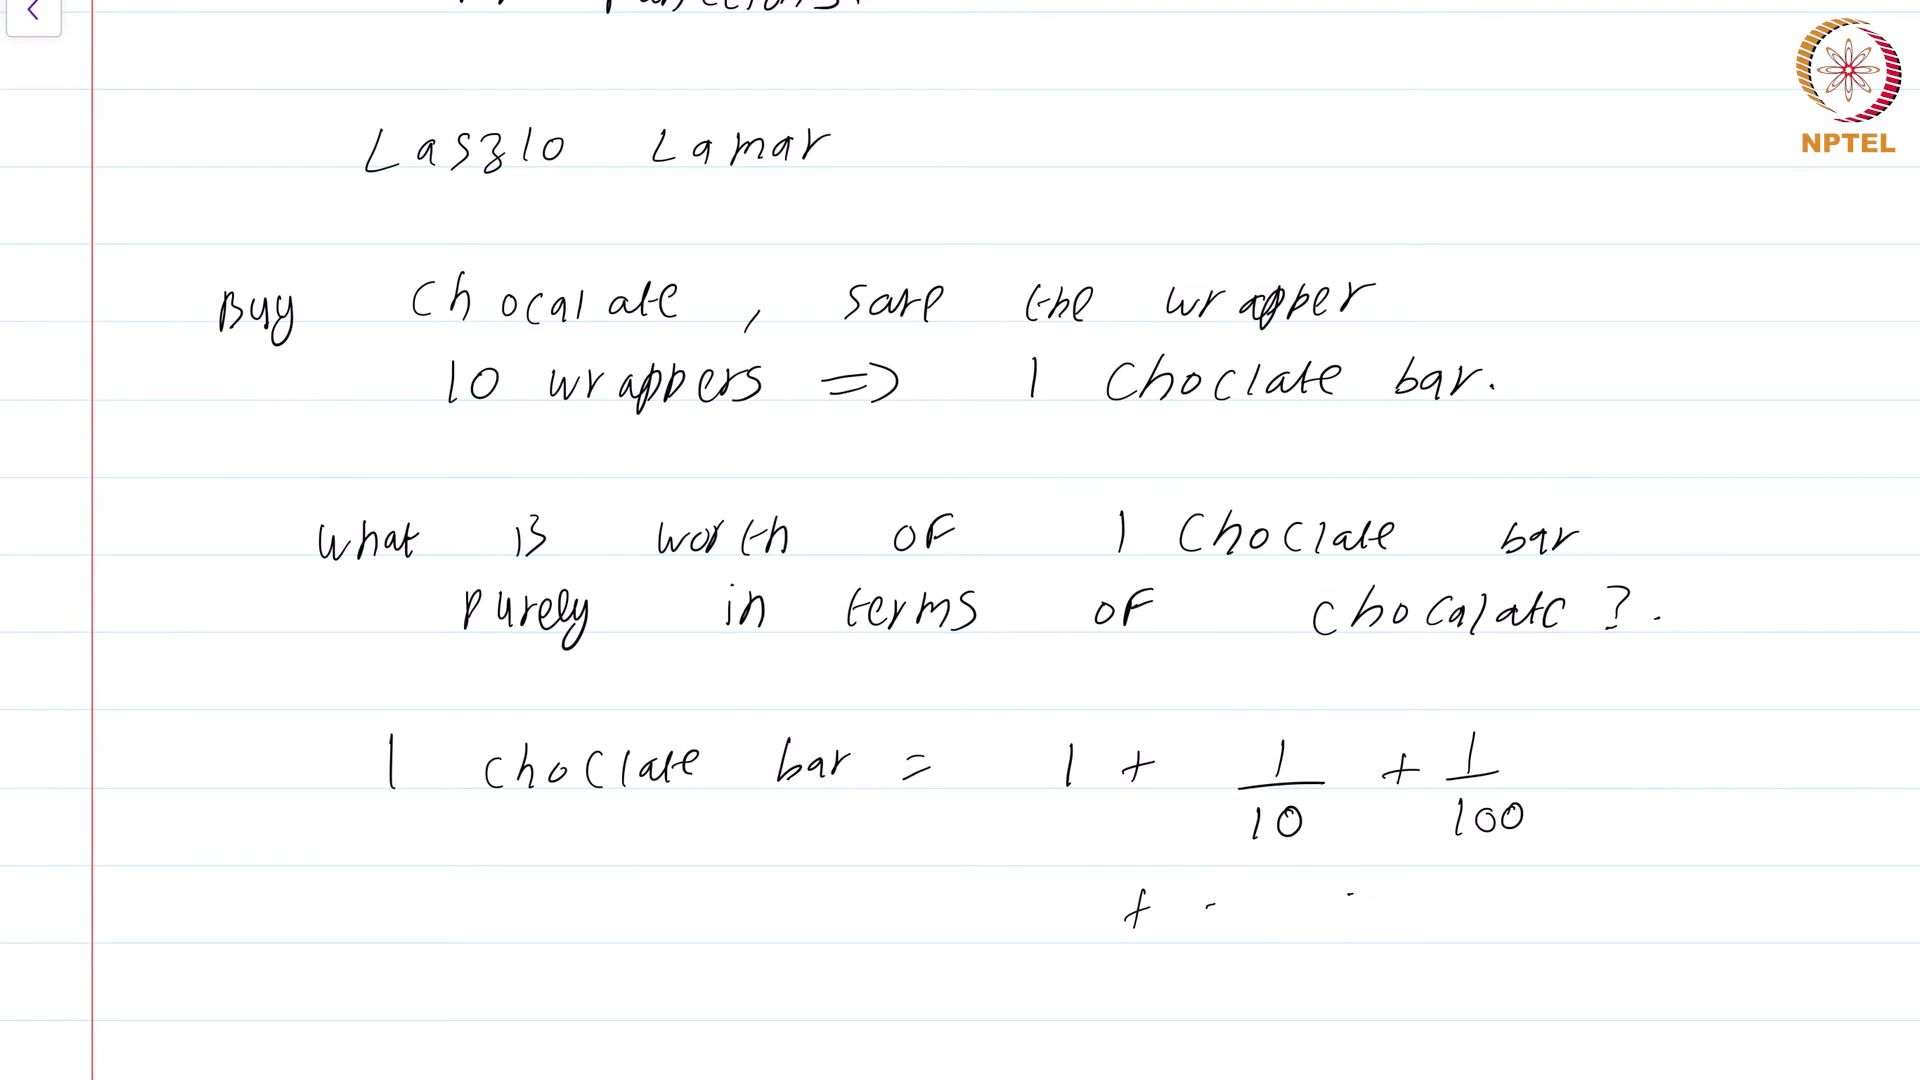 NPTEL
Laszlo Lamar
Buy chocalate, save the wrapper
10 wrappers => 1 choclate bar.
what is worth of 1 choclate bar
purely in terms of chocalate ?.
1 choclate bar = 1 + 1/10 + 1/100
+ . .